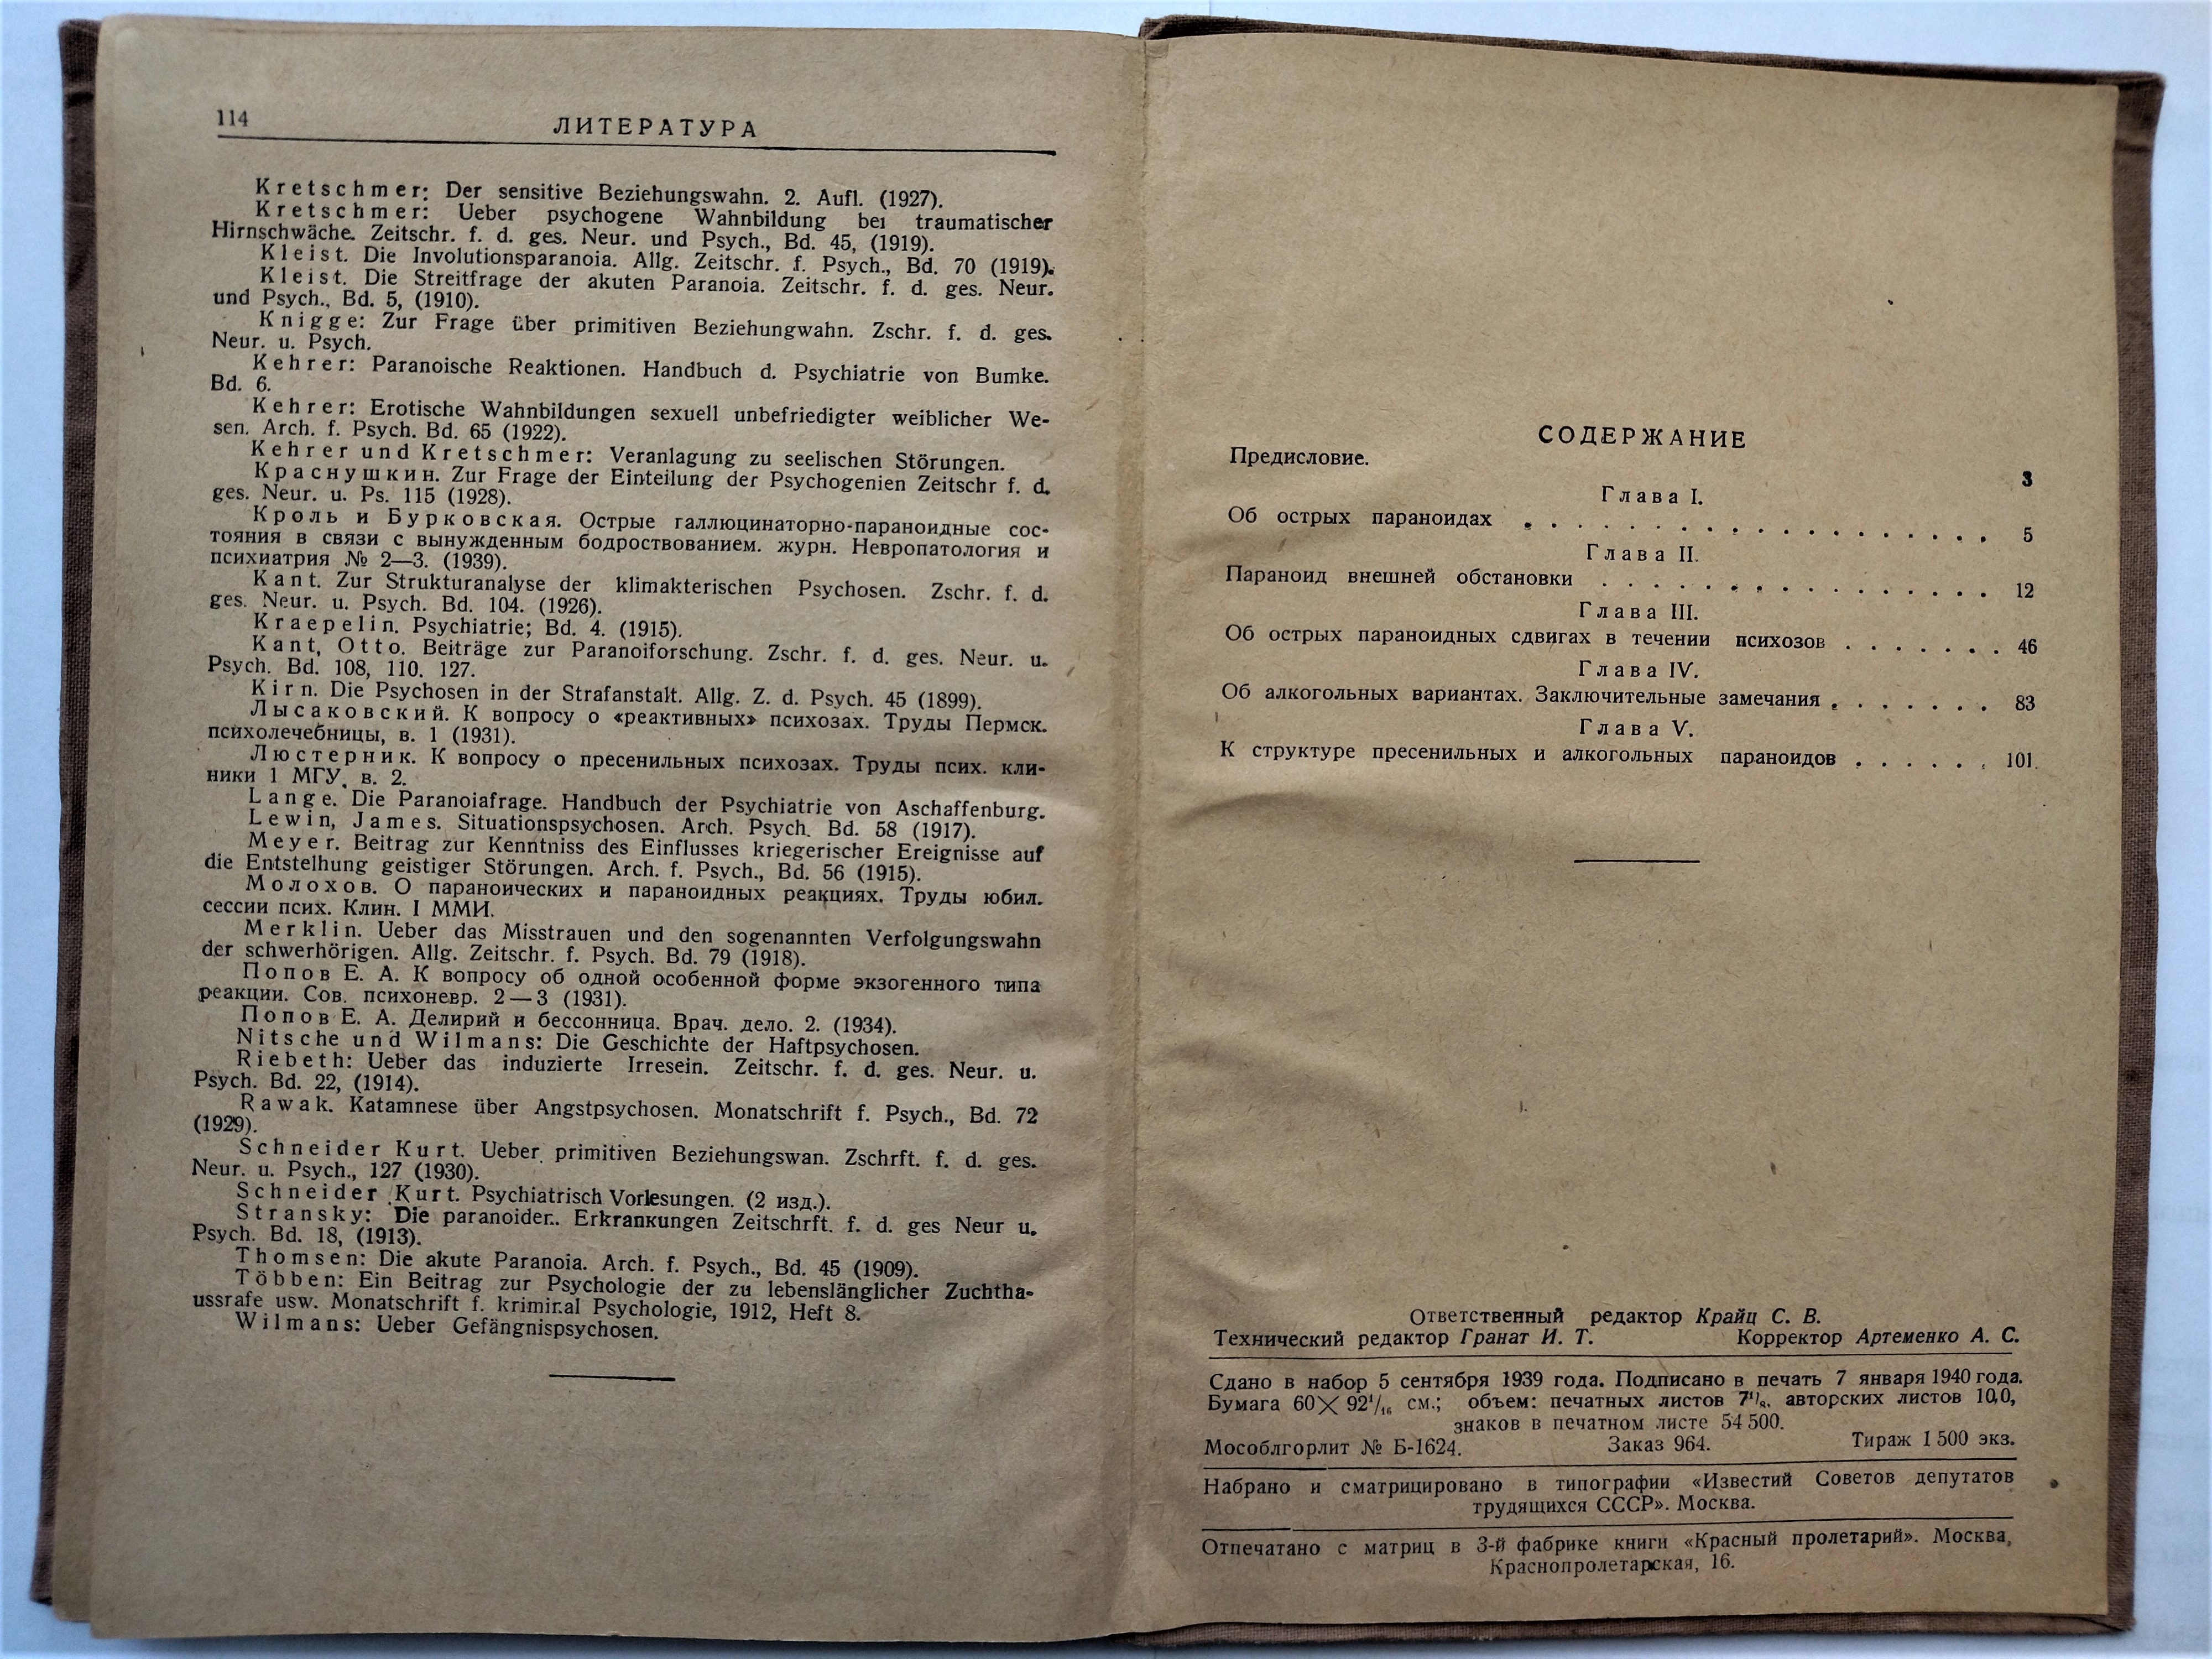 114
ЛИТЕРАТУРА
Kretschmer: Der sensitive Beziehungswahn. 2. Aufl. (1927).
Kretschmer: Ueber psychogene Wahnbildung bei traumatischer
Hirnschwäche. Zeitschr. f. d. ges. Neur. und Psych., Bd. 45, (1919).
Kleist. Die Involutionsparanoia. Allg. Zeitschr. f. Psych., Bd. 70 (1919).
Kleist. Die Streitfrage der akuten Paranoia. Zeitschr. f. d. ges. Neur.
und Psych., Bd. 5, (1910).
Knigge: Zur Frage über primitiven Beziehungwahn. Zschr. f. d. ges.
Neur. u. Psych.
Kehrer: Paranoische Reaktionen. Handbuch d. Psychiatrie von Bumke.
Bd. 6.
Kehrer: Erotische Wahnbildungen sexuell unbefriedigter weiblicher We-
sen. Arch. f. Psych. Bd. 65 (1922).
Kehrer und Kretschmer: Veranlagung zu seelischen Störungen.
Краснушкин. Zur Frage der Einteilung der Psychogenien Zeitschr f. d.
ges. Neur. u. Ps. 115 (1928).
Кроль и Бурковская. Острые галлюцинаторно-параноидные сос-
тояния в связи с вынужденным бодроствованием. журн. Невропатология и
психиатрия № 2—3. (1939).
Kant. Zur Strukturanalyse der klimakterischen Psychosen. Zschr. f. d.
ges. Neur. u. Psych. Bd. 104. (1926).
Kraepelin. Psychiatrie; Bd. 4. (1915).
Kant, Otto. Beiträge zur Paranoiforschung. Zschr. f. d. ges. Neur. u.
Psych. Bd. 108, 110. 127.
Kirn. Die Psychosen in der Strafanstalt. Allg. Z. d. Psych. 45 (1899).
Лысаковский. К вопросу о «реактивных» психозах. Труды Пермск.
психолечебницы, в. 1 (1931).
Люстерник. К вопросу о пресенильных психозах. Труды псих. кли-
ники 1 МГУ, в. 2.
Lange. Die Paranoiafrage. Handbuch der Psychiatrie von Aschaffenburg.
Lewin, James. Situationspsychosen. Arch. Psych. Bd. 58 (1917).
Meyer. Beitrag zur Kenntniss des Einflusses kriegerischer Ereignisse auf
die Entstelhung geistiger Störungen. Arch. f. Psych., Bd. 56 (1915).
Молохов. О параноических и параноидных реакциях. Труды юбил.
сессии псих. Клин. I ММИ.
Merklin. Ueber das Misstrauen und den sogenannten Verfolgungswahn
der schwerhörigen. Allg. Zeitschr. f. Psych. Bd. 79 (1918).
Попов Е. А. К вопросу об одной особенной форме экзогенного типа
реакции. Сов. психоневр. 2—3 (1931).
Попов Е. А. Делирий и бессонница. Врач. дело. 2. (1934).
Nitsche und Wilmans: Die Geschichte der Haftpsychosen.
Riebeth: Ueber das induzierte Irresein. Zeitschr. f. d. ges. Neur. u.
Psych. Bd. 22, (1914).
Rawak. Katamnese über Angstpsychosen. Monatschrift f. Psych., Bd. 72
(1929).
Schneider Kurt. Ueber primitiven Beziehungswan. Zschrft. f. d. ges.
Neur. u. Psych., 127 (1930).
Schneider Kurt. Psychiatrisch Vorlesungen. (2 изд.).
Stransky: Die paranoiden. Erkrankungen Zeitschrft. f. d. ges Neur u.
Psych. Bd. 18, (1913).
Thomsen: Die akute Paranoia. Arch. f. Psych., Bd. 45 (1909).
Többen: Ein Beitrag zur Psychologie der zu lebenslänglicher Zuchtha-
ussrafe usw. Monatschrift f. kriminal Psychologie, 1912, Heft 8.
Wilmans: Ueber Gefängnispsychosen.
СОДЕРЖАНИЕ
Предисловие. 3
Глава I.
Об острых параноидах . . . . . . . . . . . . . . . . . . 5
Глава II.
Параноид внешней обстановки . . . . . . . . . . . . . . . 12
Глава III.
Об острых параноидных сдвигах в течении психозов . . . . . . . 46
Глава IV.
Об алкогольных вариантах. Заключительные замечания . . . . . . . 83
Глава V.
К структуре пресенильных и алкогольных параноидов . . . . . . 101
Ответственный редактор Крайц С. В.
Технический редактор Гранат И. Т. Корректор Артеменко А. С.
Сдано в набор 5 сентября 1939 года. Подписано в печать 7 января 1940 года.
Бумага 60×92¹/₁₆ см.; объем: печатных листов 7¹/₈, авторских листов 10,0,
знаков в печатном листе 54 500.
Мособлгорлит № Б-1624. Заказ 964. Тираж 1 500 экз.
Набрано и сматрицировано в типографии «Известий Советов депутатов
трудящихся СССР». Москва.
Отпечатано с матриц в 3-й фабрике книги «Красный пролетарий». Москва,
Краснопролетарская, 16.